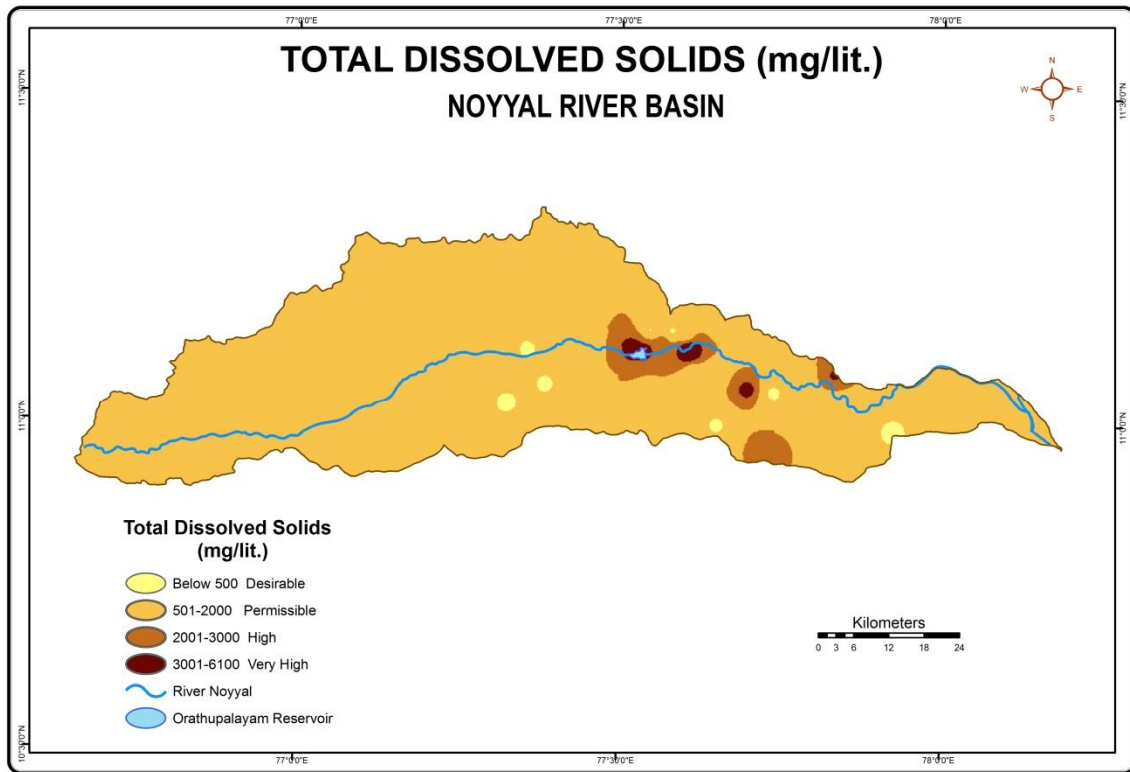 77°0'0"E 77°30'0"E 78°0'0"E
TOTAL DISSOLVED SOLIDS (mg/lit.)
NOYYAL RIVER BASIN
N
W E
S
11°30'0"N 11°30'0"N
11°0'0"N 11°0'0"N
Total Dissolved Solids
(mg/lit.)
Below 500 Desirable
501-2000 Permissible
2001-3000 High
3001-6100 Very High
River Noyyal
Orathupalayam Reservoir
Kilometers
0 3 6 12 18 24
10°30'0"N
77°0'0"E 77°30'0"E 78°0'0"E